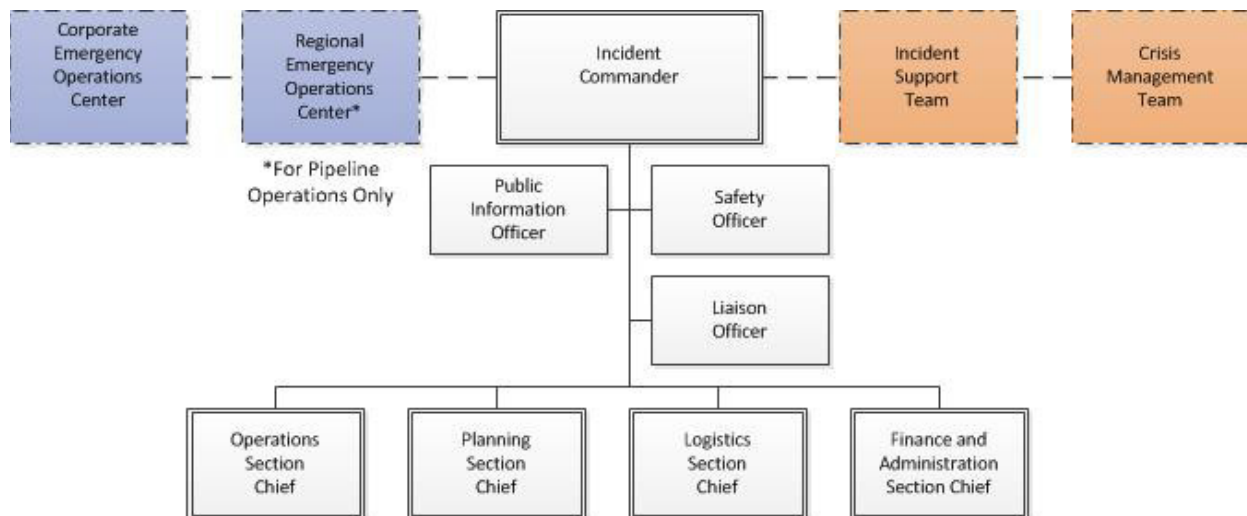 Corporate
Emergency
Operations
Center
Regional
Emergency
Operations
Center*
Incident
Commander
Incident
Support
Team
Crisis
Management
Team
*For Pipeline
Operations Only
Public
Information
Officer
Safety
Officer
Liaison
Officer
Operations
Section
Chief
Planning
Section
Chief
Logistics
Section
Chief
Finance and
Administration
Section Chief